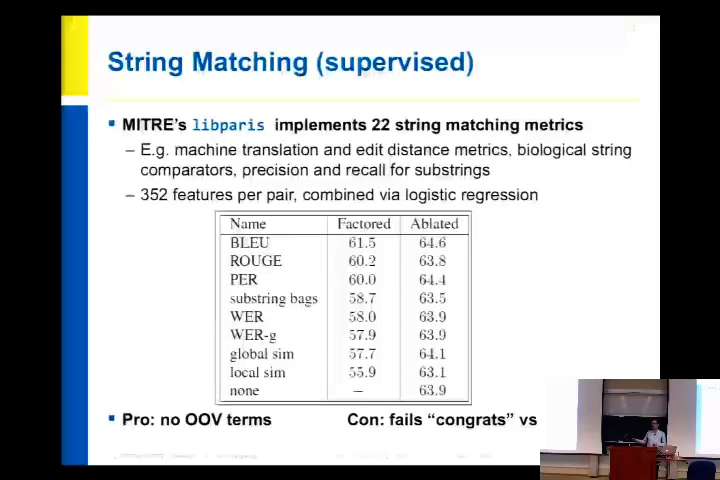 String Matching (supervised)
MITRE's libparis implements 22 string matching metrics
– E.g. machine translation and edit distance metrics, biological string
comparators, precision and recall for substrings
– 352 features per pair, combined via logistic regression
Name Factored Ablated
BLEU 61.5 64.6
ROUGE 60.2 63.8
PER 60.0 64.4
substring bags 58.7 63.5
WER 58.0 63.9
WER-g 57.9 63.9
global sim 57.7 64.1
local sim 55.9 63.1
none – 63.9
Pro: no OOV terms Con: fails "congrats" vs